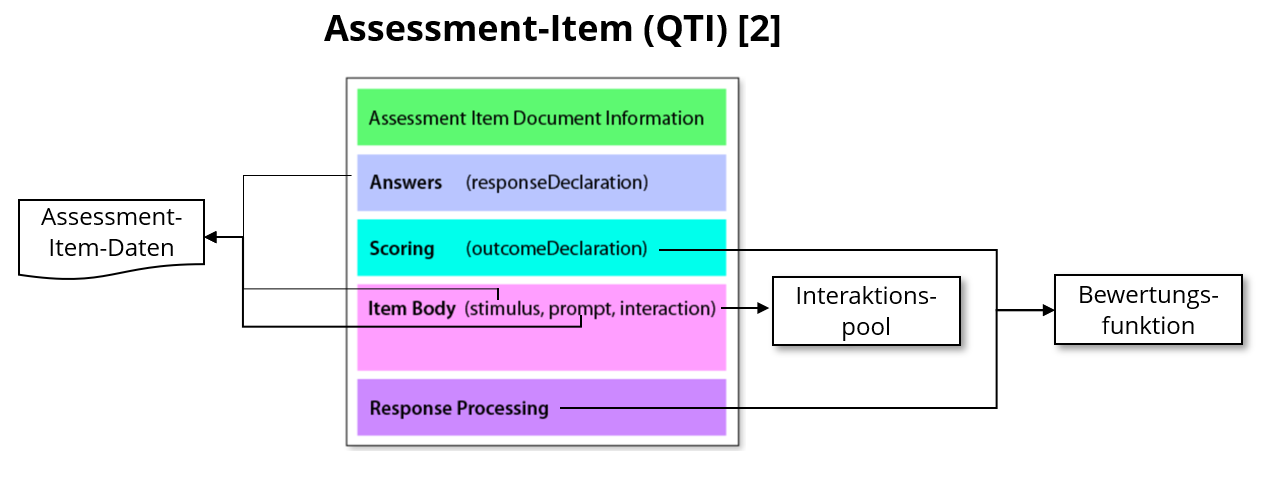 Assessment-Item (QTI) [2]
Assessment Item Document Information
Answers (responseDeclaration)
Assessment-
Item-Daten
Scoring (outcomeDeclaration)
Item Body (stimulus, prompt, interaction)
Interaktions-
pool
Bewertungs-
funktion
Response Processing